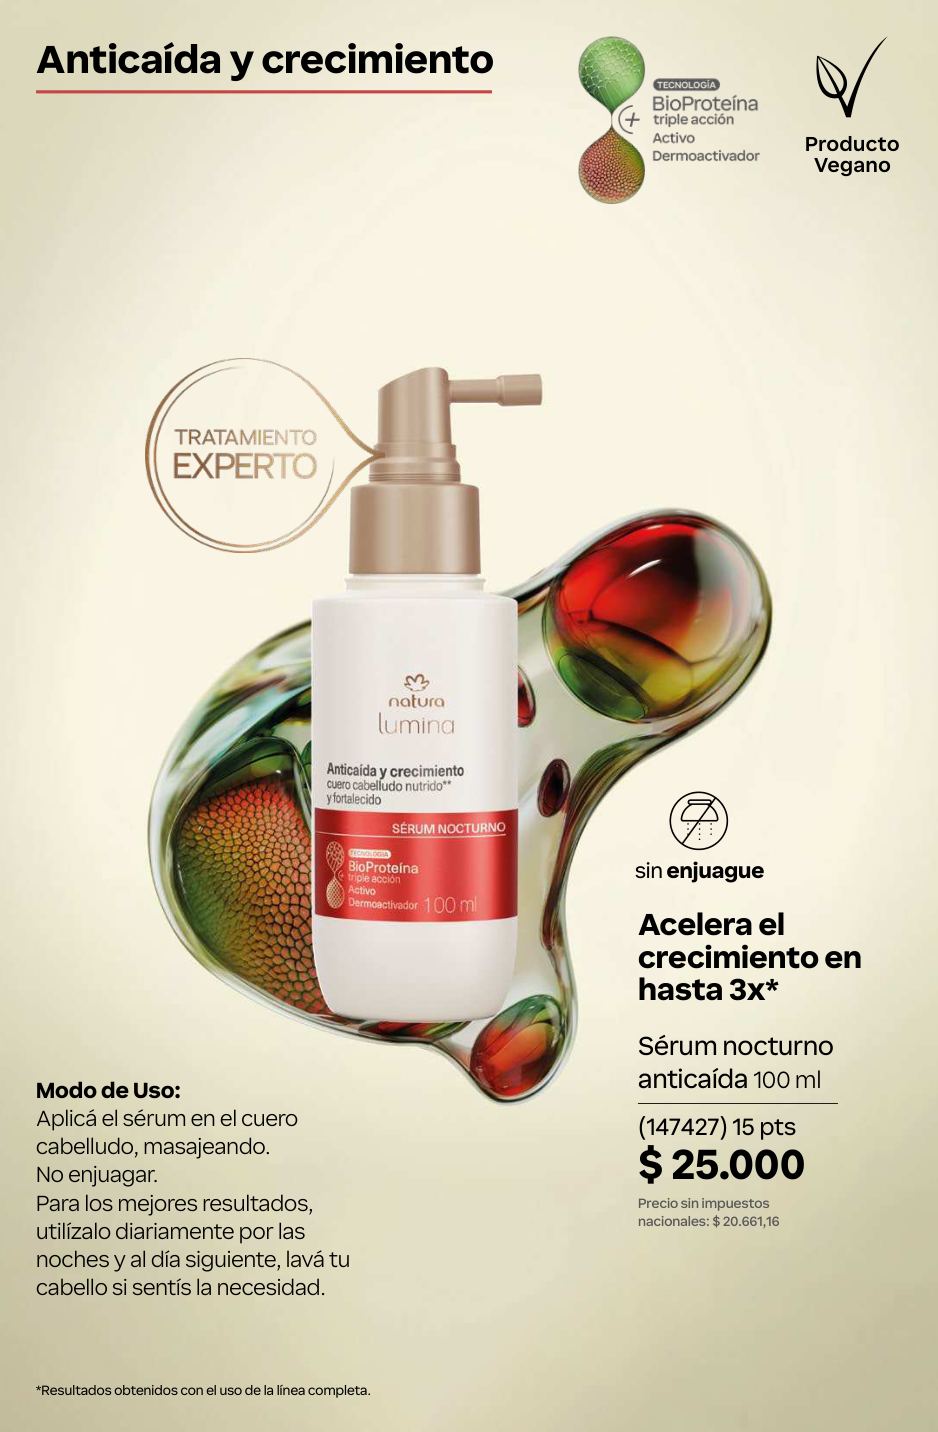 Anticaída y crecimiento
TECNOLOGÍA
BioProteína
triple acción
+
Activo
Dermoactivador
Producto
Vegano
TRATAMIENTO
EXPERTO
natura
lumina
Anticaída y crecimiento
cuero cabelludo nutrido**
y fortalecido
SÉRUM NOCTURNO
TECNOLOGÍA
BioProteína
triple acción
+
Activo
Dermoactivador 100 ml
sin enjuague
Acelera el
crecimiento en
hasta 3x*
Sérum nocturno
anticaída 100 ml
(147427) 15 pts
$ 25.000
Precio sin impuestos
nacionales: $ 20.661,16
Modo de Uso:
Aplicá el sérum en el cuero
cabelludo, masajeando.
No enjuagar.
Para los mejores resultados,
utilízalo diariamente por las
noches y al día siguiente, lavá tu
cabello si sentís la necesidad.
*Resultados obtenidos con el uso de la línea completa.